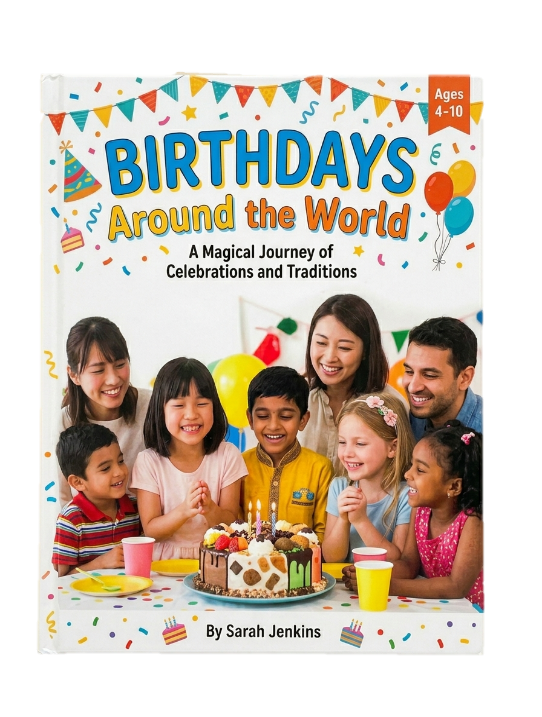 Ages
4-10
BIRTHDAYS
Around the World
A Magical Journey of
Celebrations and Traditions
By Sarah Jenkins